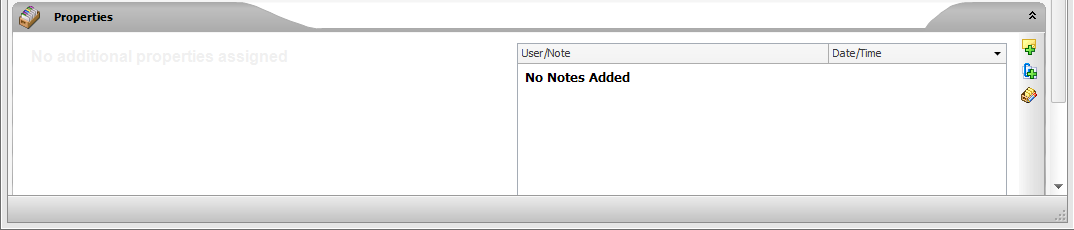 Properties
No additional properties assigned
User/Note
Date/Time
No Notes Added